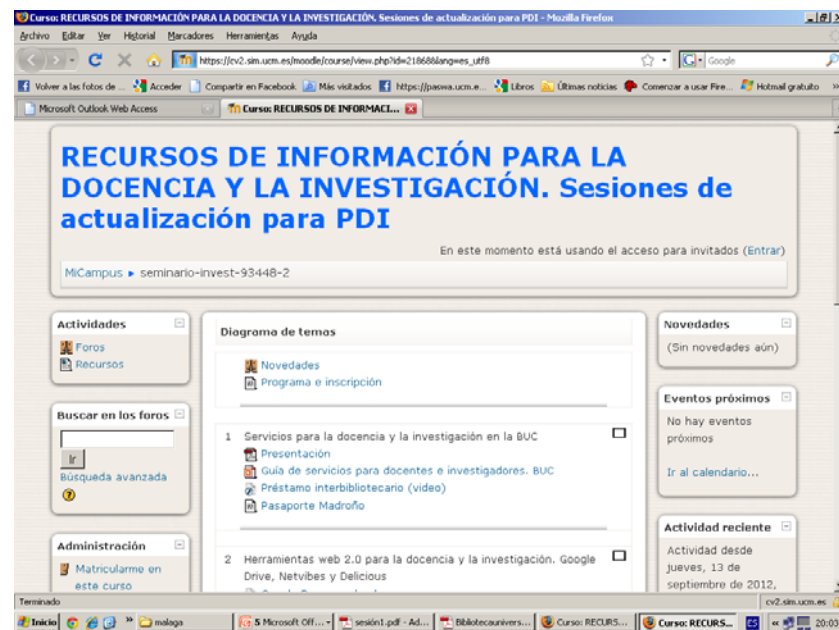 Curso: RECURSOS DE INFORMACIÓN PARA LA DOCENCIA Y LA INVESTIGACIÓN. Sesiones de actualización para PDI - Mozilla Firefox
Archivo Editar Ver Historial Marcadores Herramientas Ayuda
https://cv2.sim.ucm.es/moodle/course/view.php?id=21868&lang=es_utf8
Google
Volver a las fotos de ... Acceder Compartir en Facebook Más visitados https://paswa.ucm.e... Libros Últimas noticias Comenzar a usar Fire... Hotmail gratuito »
Microsoft Outlook Web Access
Curso: RECURSOS DE INFORMACI...
RECURSOS DE INFORMACIÓN PARA LA
DOCENCIA Y LA INVESTIGACIÓN. Sesiones de
actualización para PDI
En este momento está usando el acceso para invitados (Entrar)
MiCampus ► seminario-invest-93448-2
Actividades
Foros
Recursos
Buscar en los foros
Ir
Búsqueda avanzada
Administración
Matricularme en
este curso
Diagrama de temas
Novedades
Programa e inscripción
1 Servicios para la docencia y la investigación en la BUC
Presentación
Guía de servicios para docentes e investigadores. BUC
Préstamo interbibliotecario (video)
Pasaporte Madroño
2 Herramientas web 2.0 para la docencia y la investigación. Google
Drive, Netvibes y Delicious
Novedades
(Sin novedades aún)
Eventos próximos
No hay eventos
próximos
Ir al calendario...
Actividad reciente
Actividad desde
jueves, 13 de
septiembre de 2012,
Terminado
cv2.sim.ucm.es
Inicio » malaga 5 Microsoft Off... sesión1.pdf - Ad... Bibliotecaunivers... Curso: RECURS... Curso: RECURS... ES « 20:03